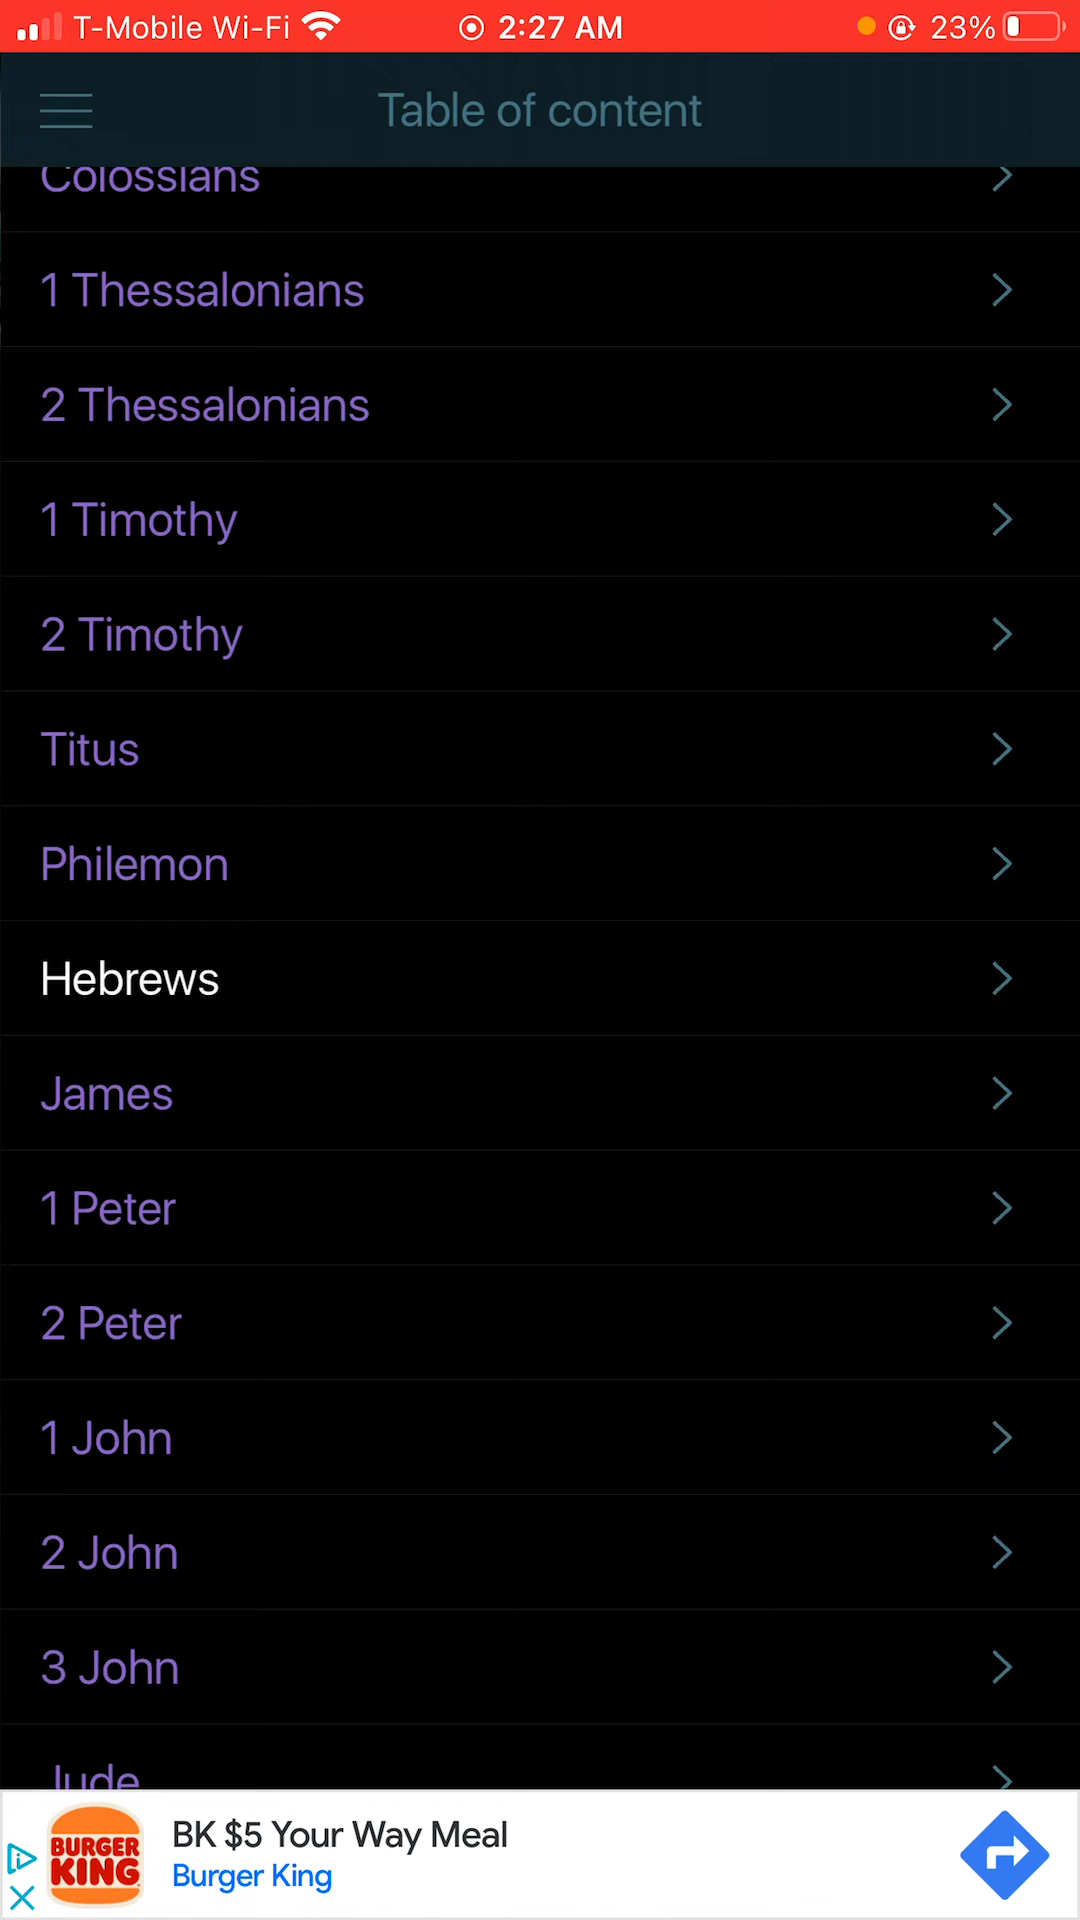 T-Mobile Wi-Fi 2:27 AM 23%
Table of content
Colossians
1 Thessalonians
2 Thessalonians
1 Timothy
2 Timothy
Titus
Philemon
Hebrews
James
1 Peter
2 Peter
1 John
2 John
3 John
Jude
BURGER KING
BK $5 Your Way Meal
Burger King